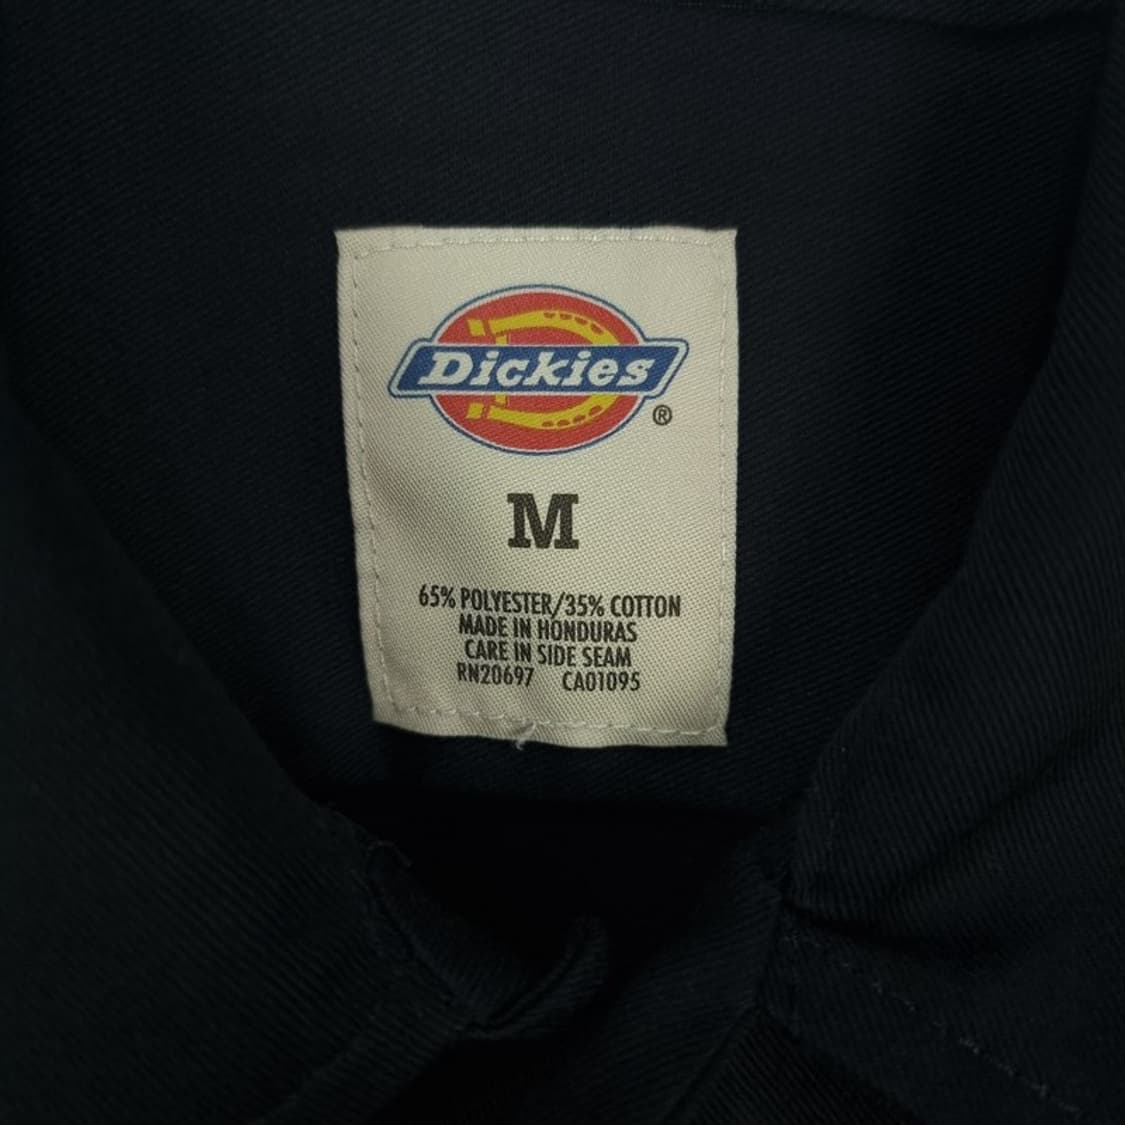 Dickies
®
M
65% POLYESTER/35% COTTON
MADE IN HONDURAS
CARE IN SIDE SEAM
RN20697 CA01095